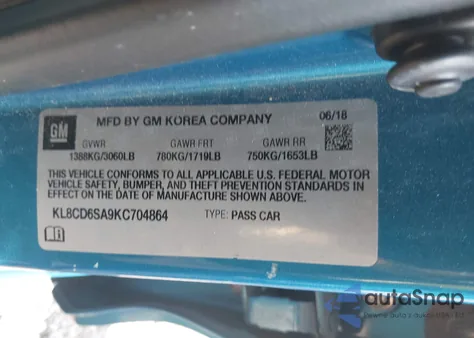 GM
MFD BY GM KOREA COMPANY
06/18
GVWR GAWR FRT GAWR RR
1388KG/3060LB 780KG/1719LB 750KG/1653LB
THIS VEHICLE CONFORMS TO ALL APPLICABLE U.S. FEDERAL MOTOR
VEHICLE SAFETY, BUMPER, AND THEFT PREVENTION STANDARDS IN
EFFECT ON THE DATE OF MANUFACTURE SHOWN ABOVE.
KL8CD6SA9KC704864 TYPE: PASS CAR
autoSnap